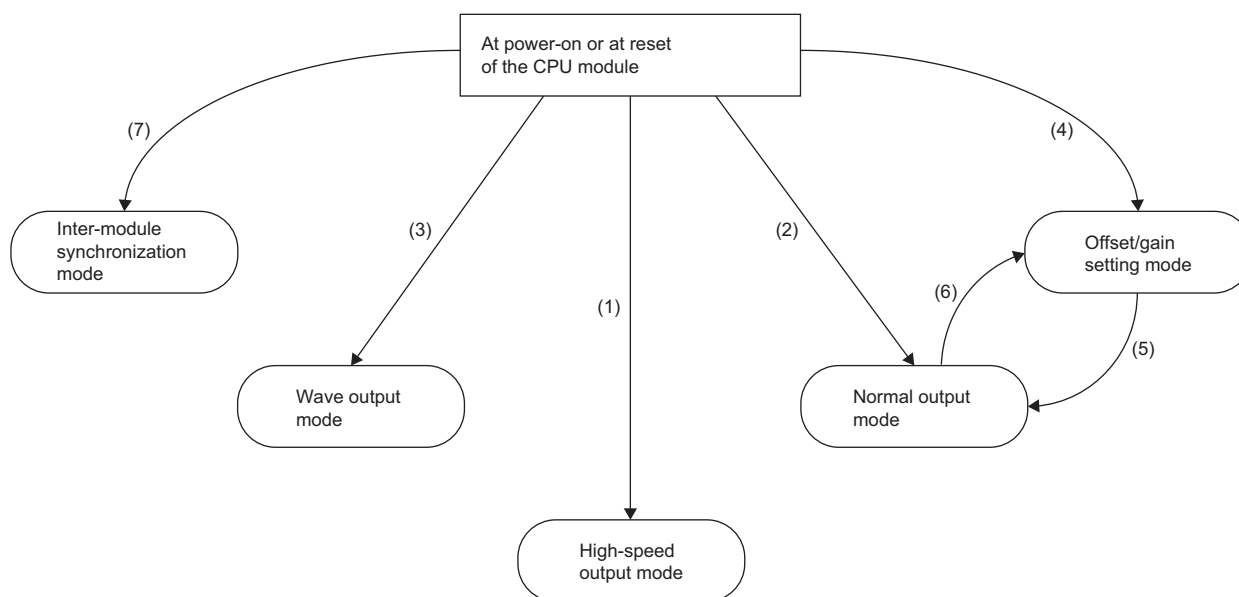 At power-on or at reset
of the CPU module
(7)
(4)
(3)
(2)
Inter-module
synchronization
mode
Offset/gain
setting mode
(6)
(1)
(5)
Wave output
mode
Normal output
mode
High-speed
output mode